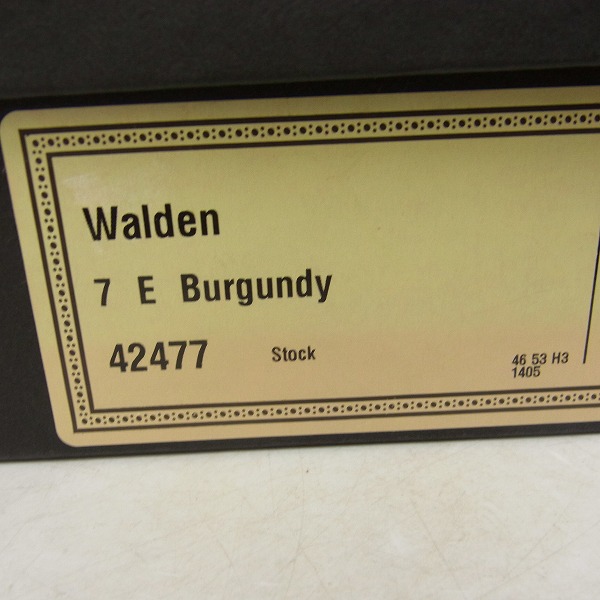 Walden
7 E Burgundy
42477 Stock
46 53 H3
1405